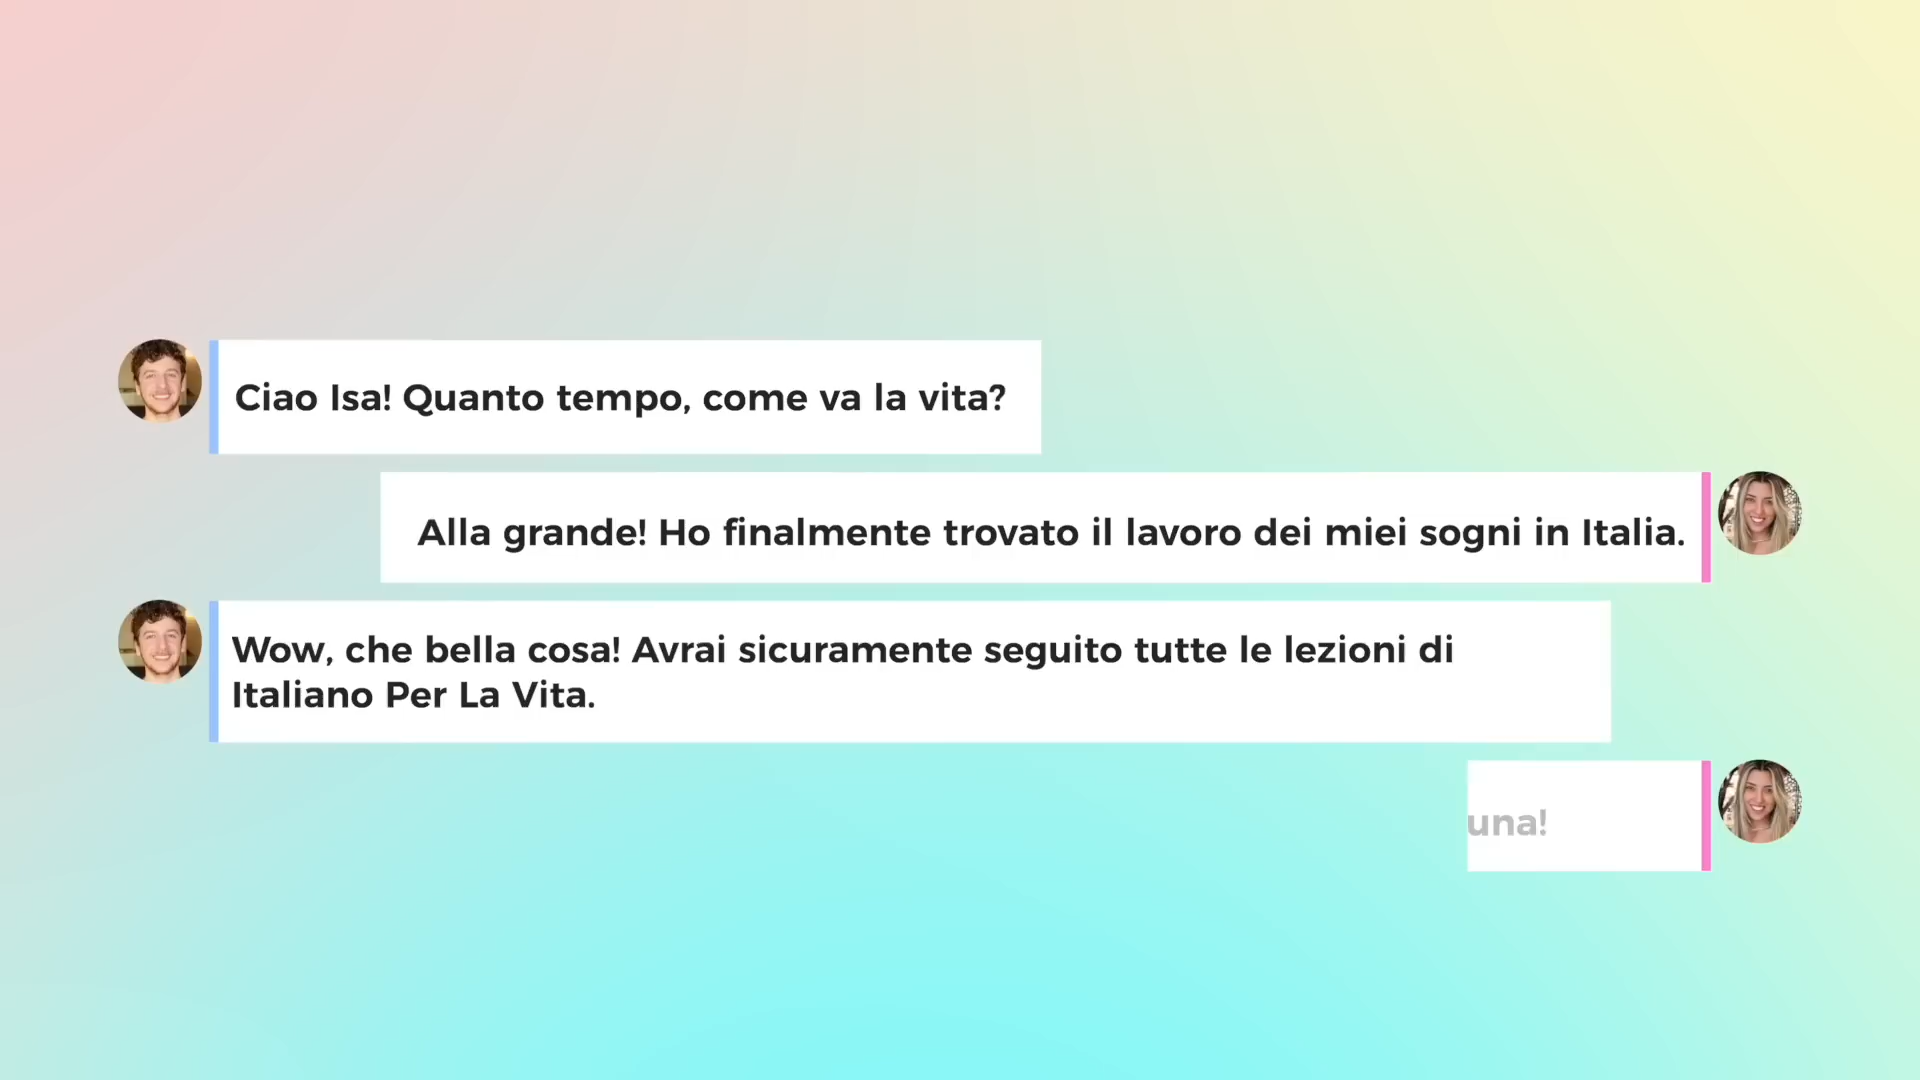 Ciao Isa! Quanto tempo, come va la vita?
Alla grande! Ho finalmente trovato il lavoro dei miei sogni in Italia.
Wow, che bella cosa! Avrai sicuramente seguito tutte le lezioni di
Italiano Per La Vita.
una!